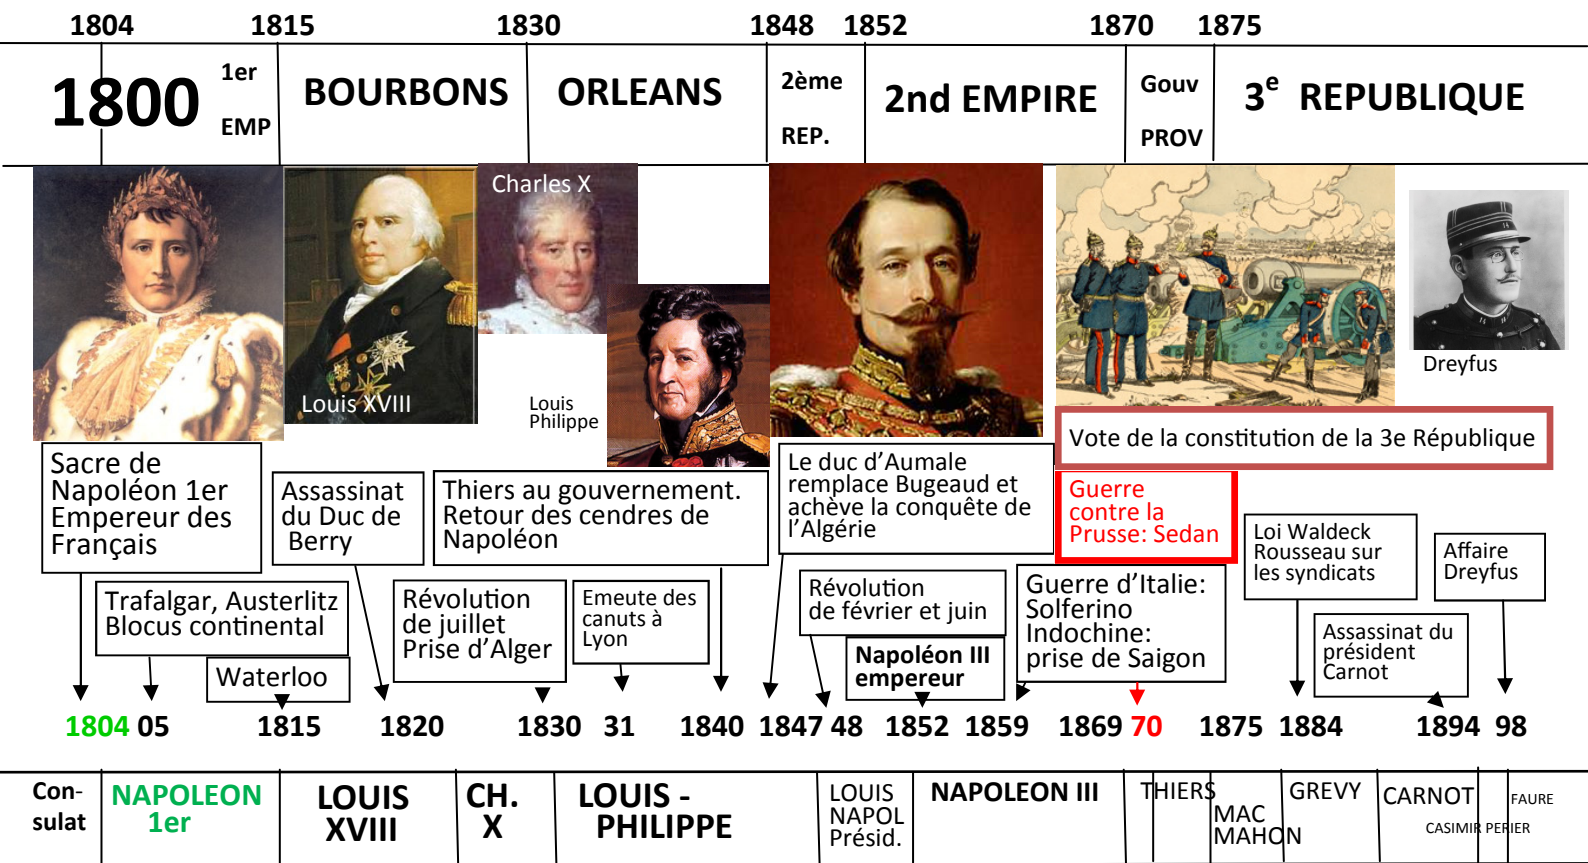 1804 1815 1830 1848 1852 1870 1875
1800
1er
EMP
BOURBONS
ORLEANS
2ème
REP.
2nd EMPIRE
Gouv
PROV
3e REPUBLIQUE
Charles X
Louis XVIII
Louis
Philippe
Dreyfus
Vote de la constitution de la 3e République
Sacre de
Napoléon 1er
Empereur des
Français
Assassinat
du Duc de
Berry
Thiers au gouvernement.
Retour des cendres de
Napoléon
Le duc d'Aumale
remplace Bugeaud et
achève la conquête de
l'Algérie
Guerre
contre la
Prusse: Sedan
Loi Waldeck
Rousseau sur
les syndicats
Affaire
Dreyfus
Trafalgar, Austerlitz
Blocus continental
Révolution
de juillet
Prise d'Alger
Emeute des
canuts à
Lyon
Révolution
de février et juin
Guerre d'Italie:
Solferino
Indochine:
prise de Saigon
Assassinat du
président
Carnot
Waterloo
Napoléon III
empereur
1804 05 1815 1820 1830 31 1840 1847 48 1852 1859 1869 70 1875 1884 1894 98
Con-
sulat
NAPOLEON
1er
LOUIS
XVIII
CH.
X
LOUIS -
PHILIPPE
LOUIS
NAPOL
Présid.
NAPOLEON III
THIERS
MAC
MAHON
GREVY
CARNOT
CASIMIR PERIER
FAURE